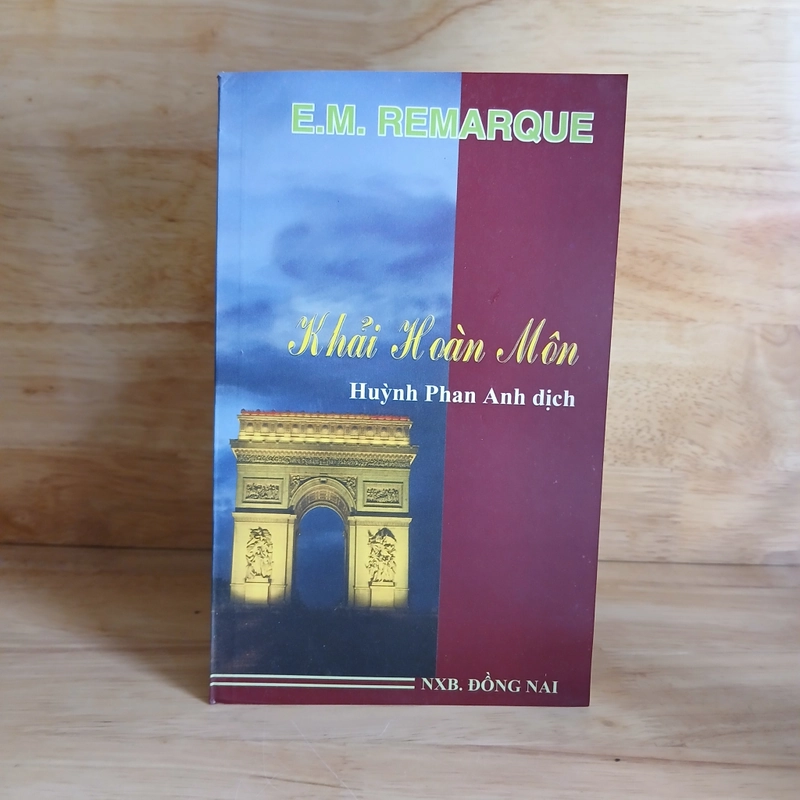 E.M. REMARQUE
Khải Hoàn Môn
Huỳnh Phan Anh dịch
NXB. ĐỒNG NAI